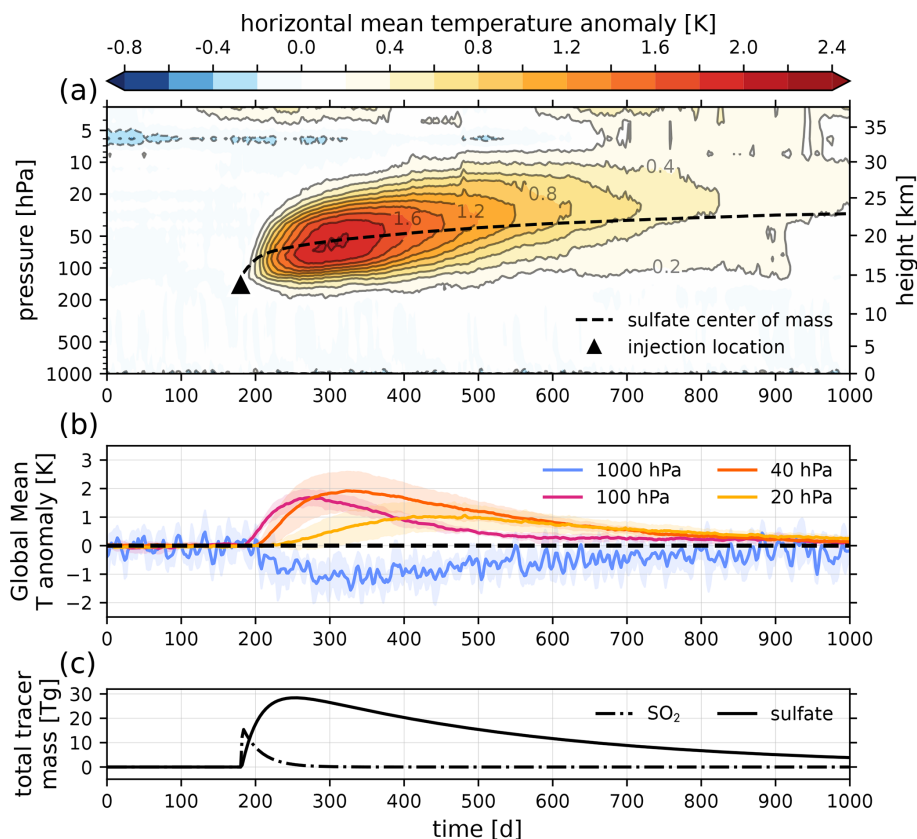 horizontal mean temperature anomaly [K]
-0.8 -0.4 0.0 0.4 0.8 1.2 1.6 2.0 2.4
(a)
pressure [hPa]
5
10
20
50
100
200
500
1000
35
30
25
20
15
10
5
0
height [km]
0.4
0.8
1.6
1.2
0.2
sulfate center of mass
injection location
0 100 200 300 400 500 600 700 800 900 1000
(b)
Global Mean
T anomaly [K]
3
2
1
0
−1
−2
1000 hPa
100 hPa
40 hPa
20 hPa
0 100 200 300 400 500 600 700 800 900 1000
(c)
total tracer
mass [Tg]
30
20
10
0
SO₂
sulfate
0 100 200 300 400 500 600 700 800 900 1000
time [d]